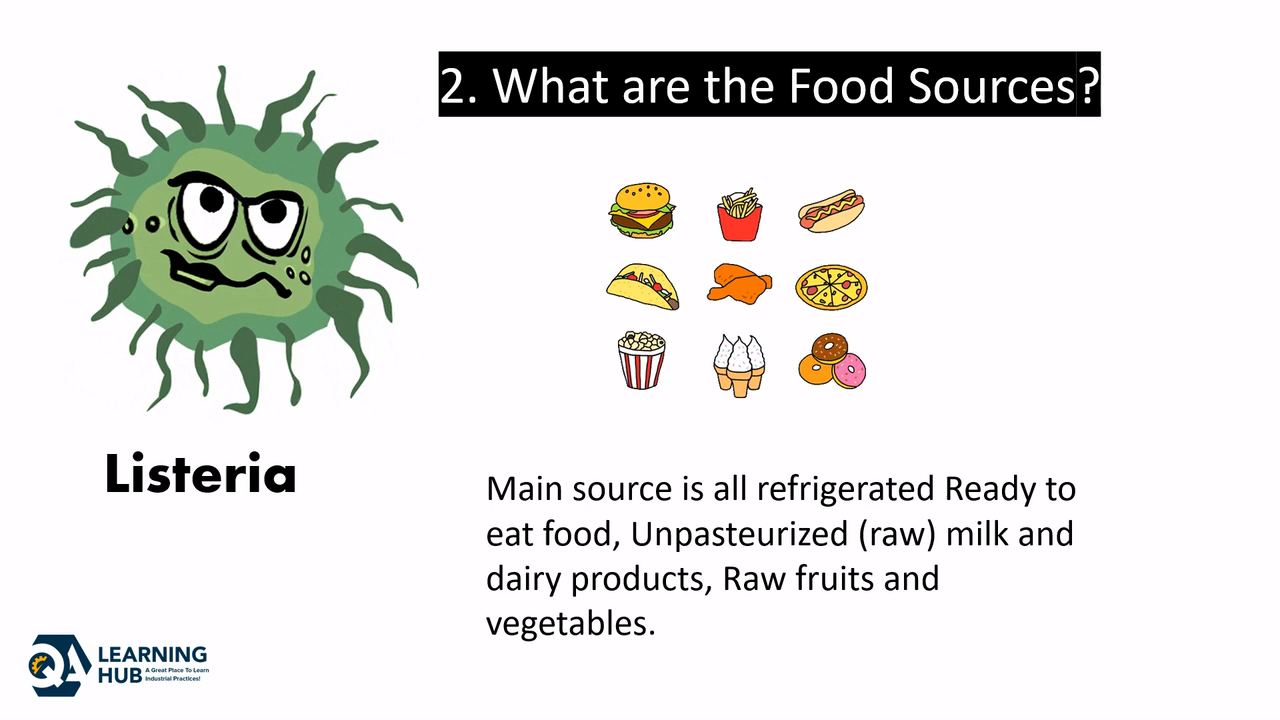 2. What are the Food Sources?
Listeria
Main source is all refrigerated Ready to
eat food, Unpasteurized (raw) milk and
dairy products, Raw fruits and
vegetables.
QA LEARNING
HUB A Great Place To Learn
Industrial Practices!